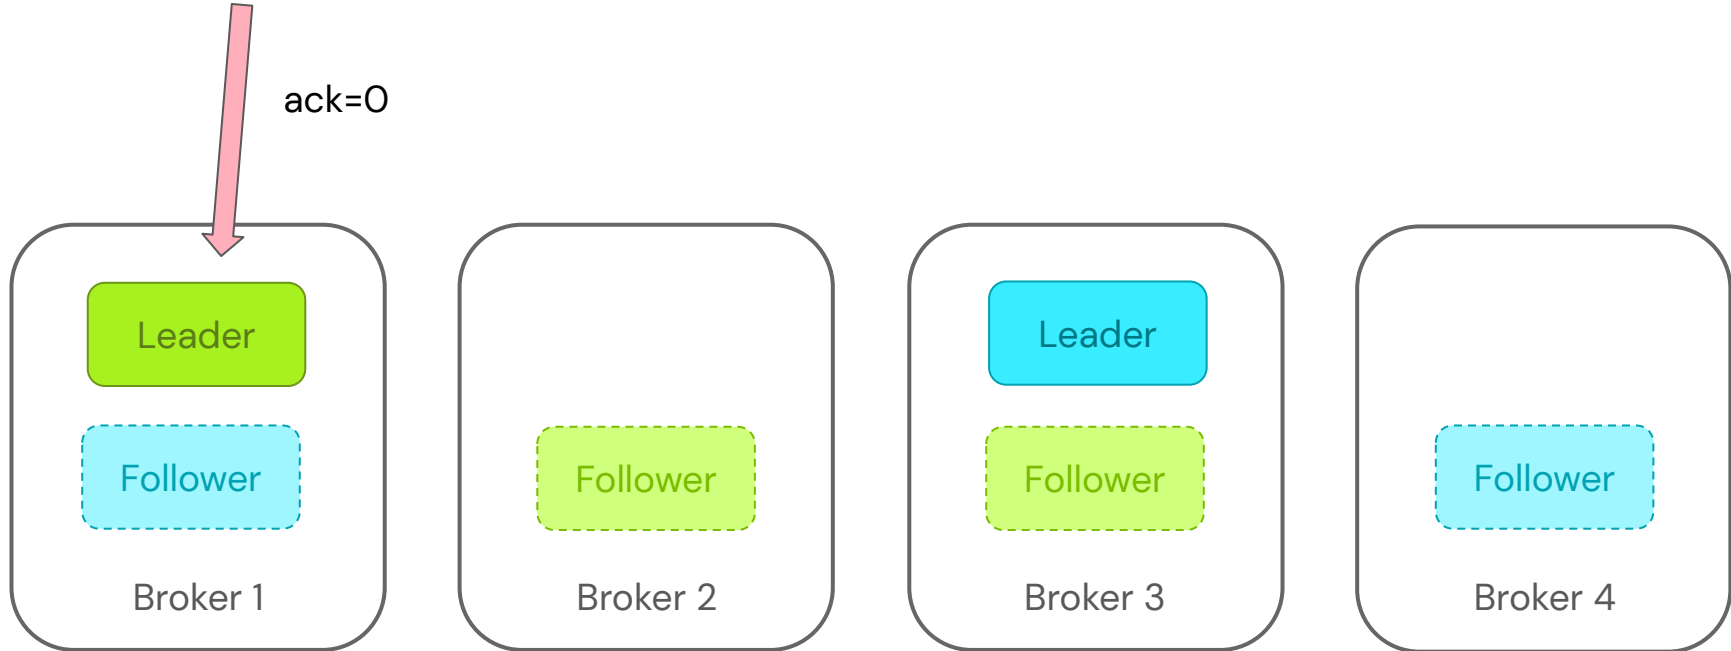 ack=0
Leader
Follower
Broker 1
Follower
Broker 2
Leader
Follower
Broker 3
Follower
Broker 4